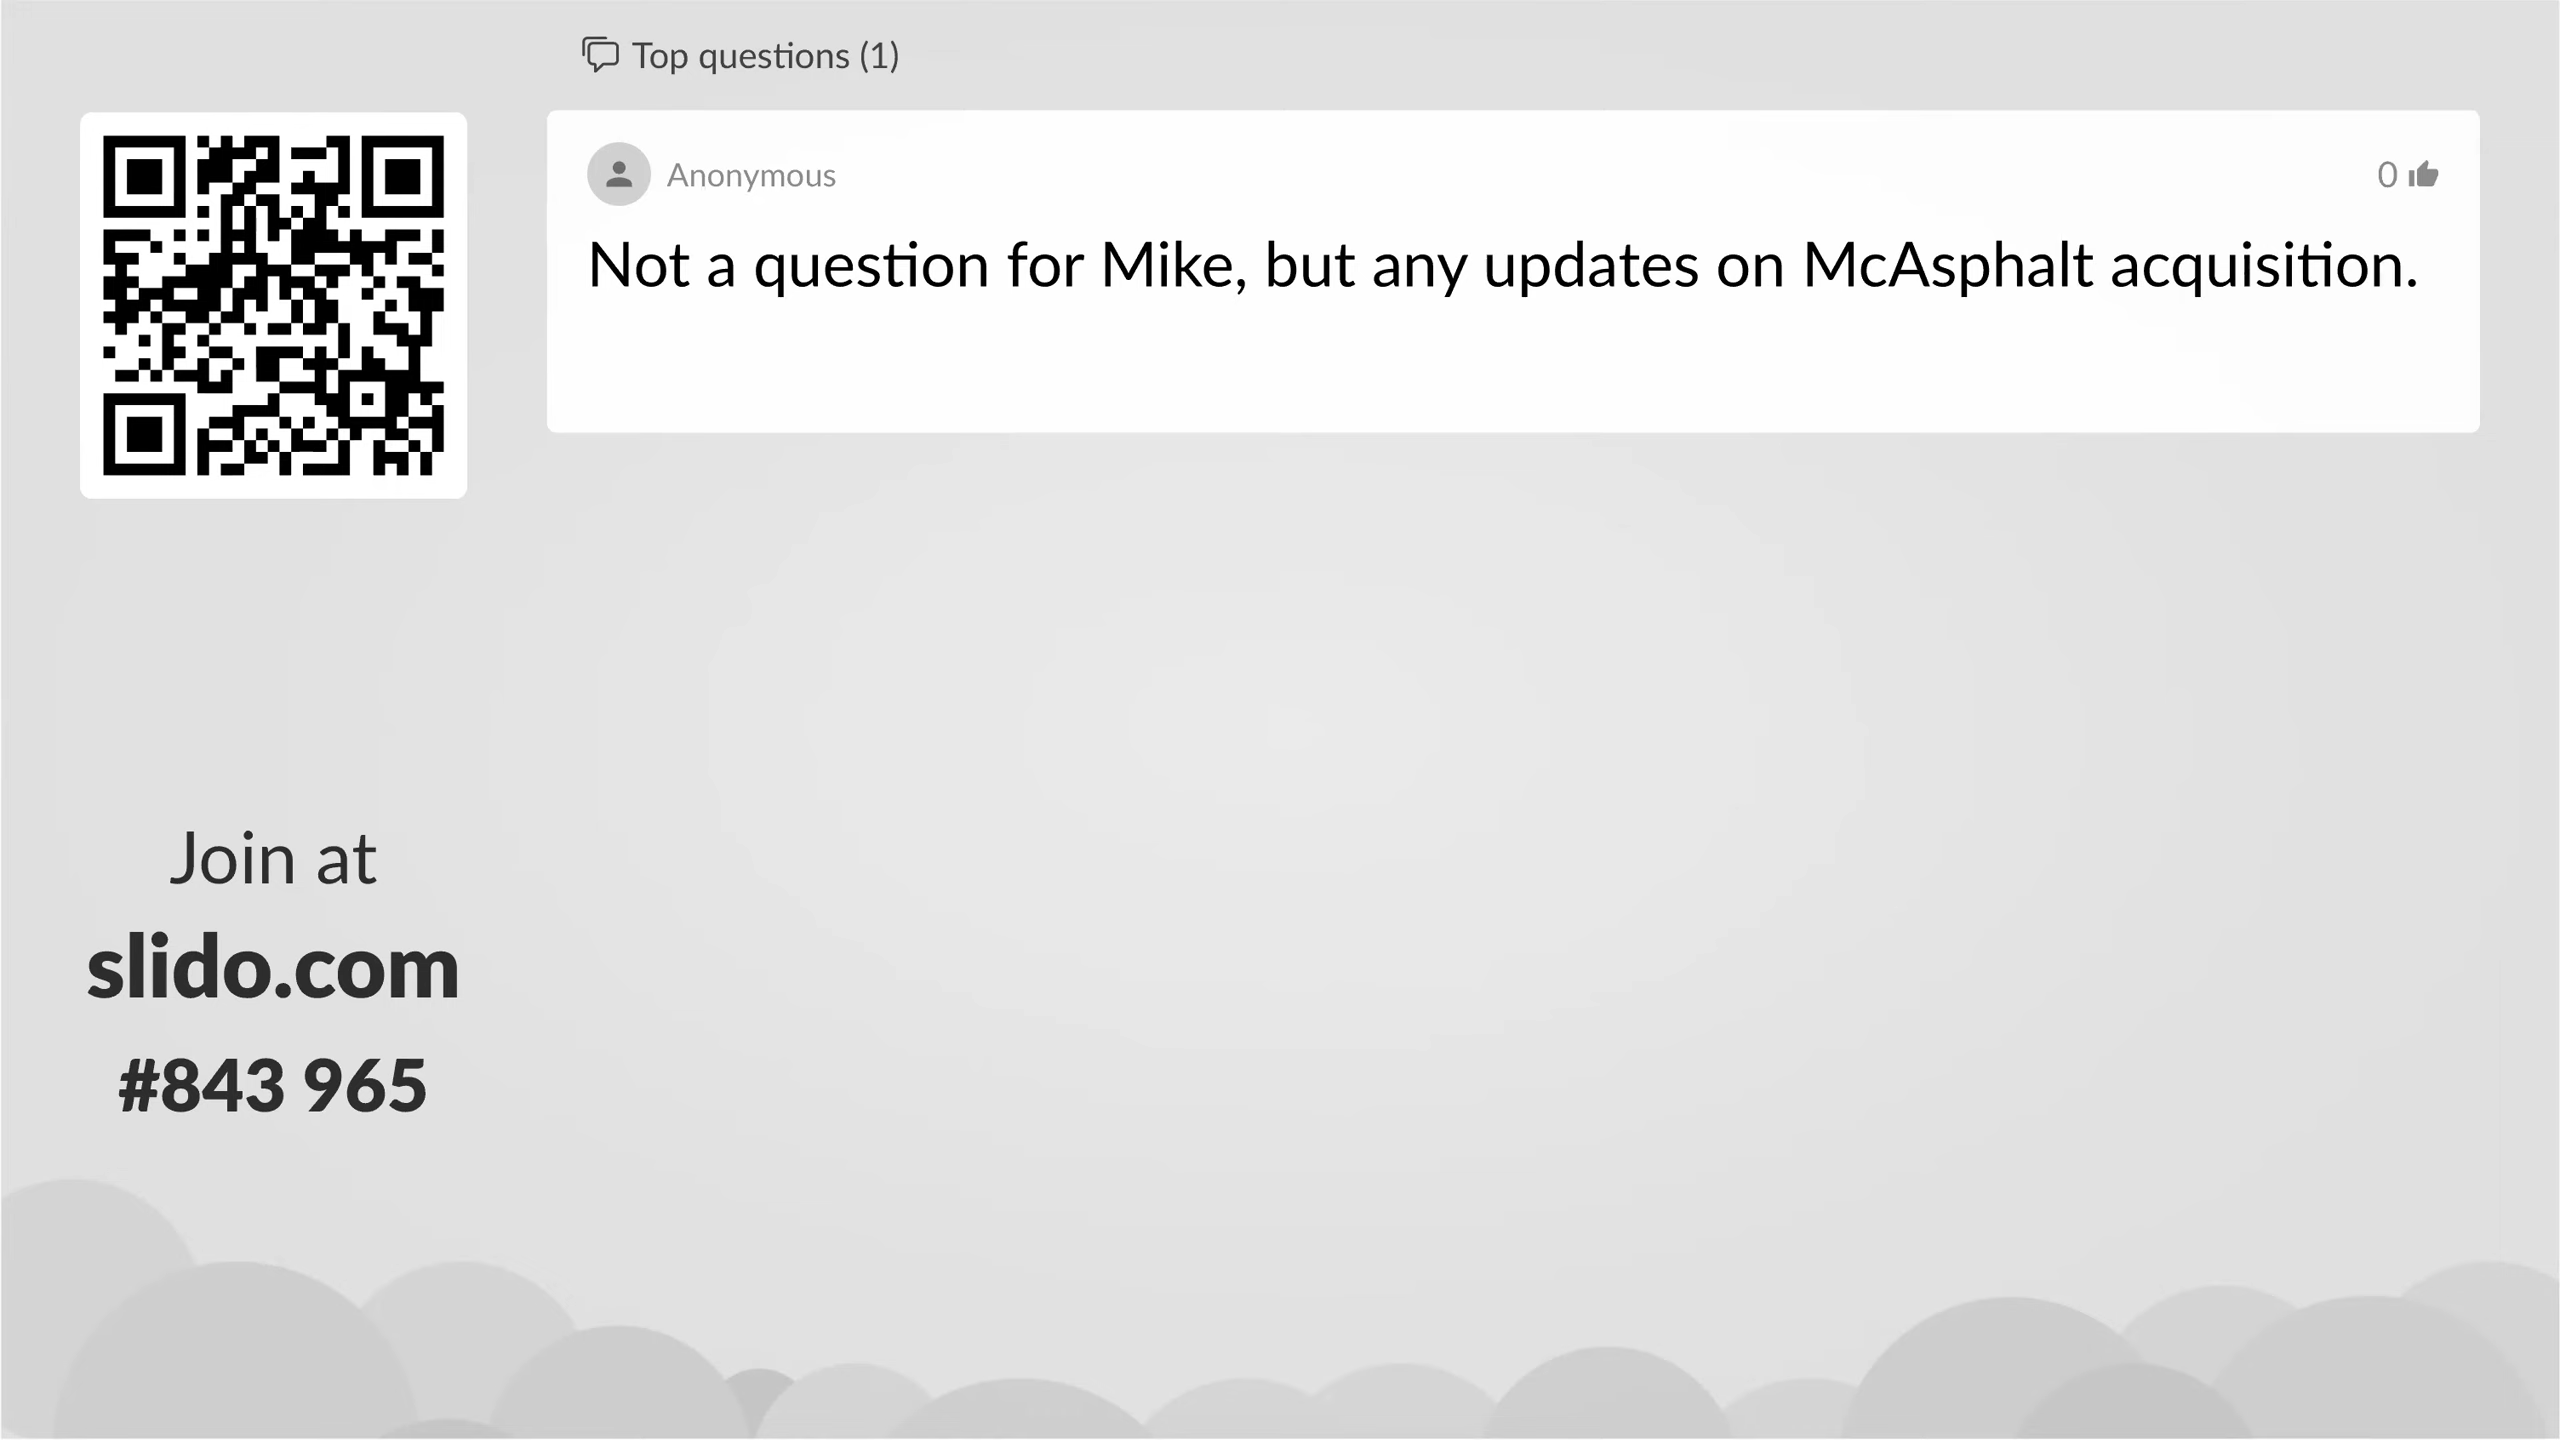 Top questions (1)
Anonymous
0
Not a question for Mike, but any updates on McAsphalt acquisition.
Join at
slido.com
#843 965